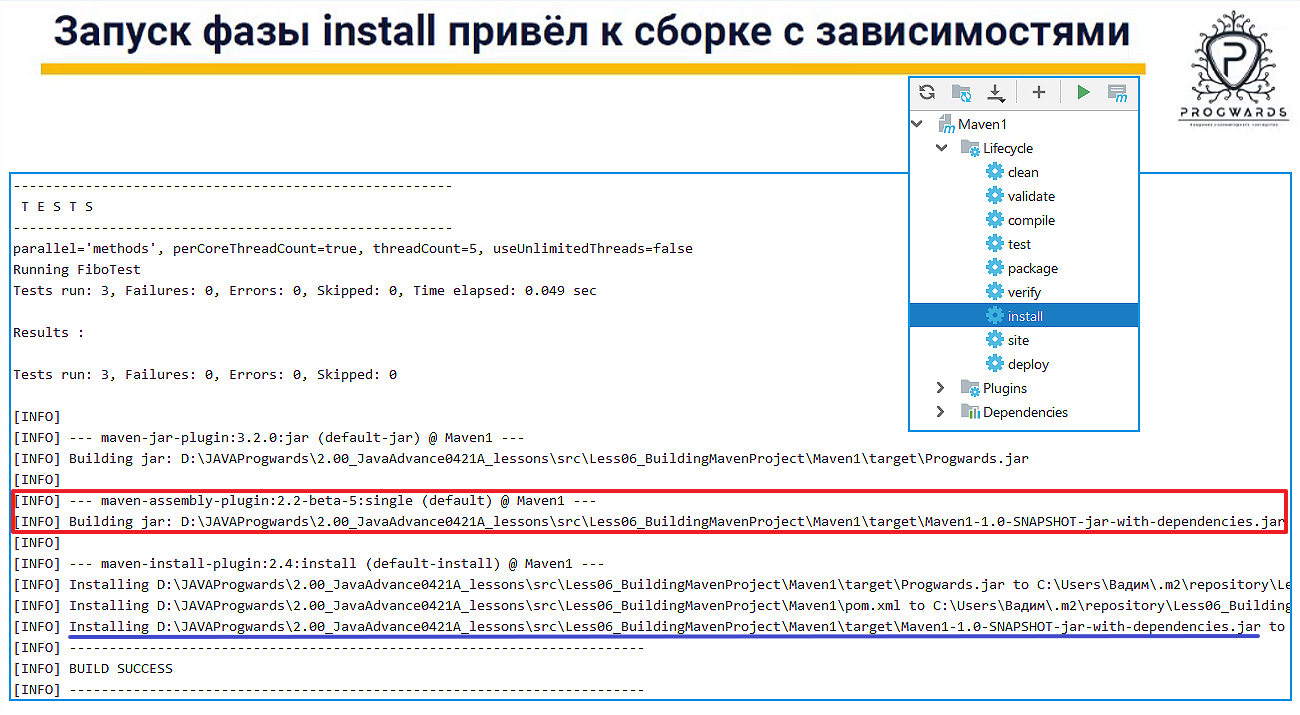 Запуск фазы install привёл к сборке с зависимостями
PROGWARDS
Maven1
Lifecycle
clean
validate
compile
test
package
verify
install
site
deploy
Plugins
Dependencies
-------------------------------------------------------
T E S T S
-------------------------------------------------------
parallel='methods', perCoreThreadCount=true, threadCount=5, useUnlimitedThreads=false
Running FiboTest
Tests run: 3, Failures: 0, Errors: 0, Skipped: 0, Time elapsed: 0.049 sec
Results :
Tests run: 3, Failures: 0, Errors: 0, Skipped: 0
[INFO]
[INFO] --- maven-jar-plugin:3.2.0:jar (default-jar) @ Maven1 ---
[INFO] Building jar: D:\JAVAProgwards\2.00_JavaAdvance0421A_lessons\src\Less06_BuildingMavenProject\Maven1\target\Progwards.jar
[INFO]
[INFO] --- maven-assembly-plugin:2.2-beta-5:single (default) @ Maven1 ---
[INFO] Building jar: D:\JAVAProgwards\2.00_JavaAdvance0421A_lessons\src\Less06_BuildingMavenProject\Maven1\target\Maven1-1.0-SNAPSHOT-jar-with-dependencies.jar
[INFO]
[INFO] --- maven-install-plugin:2.4:install (default-install) @ Maven1 ---
[INFO] Installing D:\JAVAProgwards\2.00_JavaAdvance0421A_lessons\src\Less06_BuildingMavenProject\Maven1\target\Progwards.jar to C:\Users\Вадим\.m2\repository\Le
[INFO] Installing D:\JAVAProgwards\2.00_JavaAdvance0421A_lessons\src\Less06_BuildingMavenProject\Maven1\pom.xml to C:\Users\Вадим\.m2\repository\Less06_Building
[INFO] Installing D:\JAVAProgwards\2.00_JavaAdvance0421A_lessons\src\Less06_BuildingMavenProject\Maven1\target\Maven1-1.0-SNAPSHOT-jar-with-dependencies.jar to
[INFO] ------------------------------------------------------------------------
[INFO] BUILD SUCCESS
[INFO] ------------------------------------------------------------------------